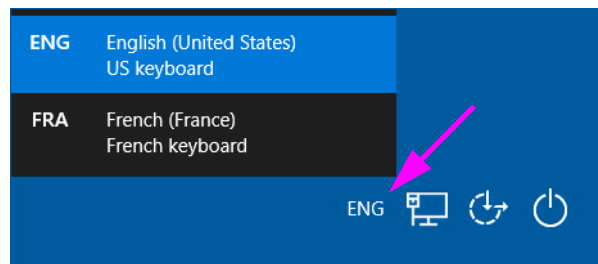 ENG English (United States)
US keyboard
FRA French (France)
French keyboard
ENG